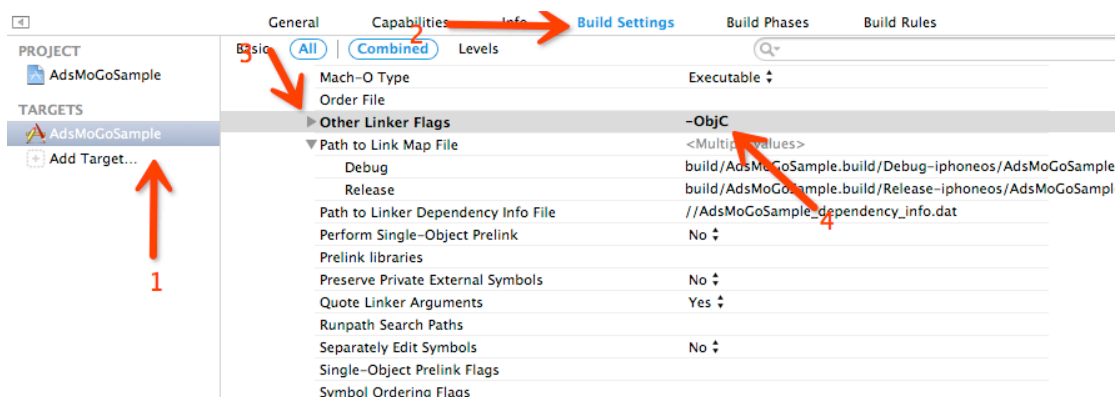 General Capabilities Info Build Settings Build Phases Build Rules
2
PROJECT
Basic All Combined Levels
3
AdsMoGoSample
Mach-O Type Executable
Order File
TARGETS
Other Linker Flags -ObjC
AdsMoGoSample
Path to Link Map File <Multiple values>
Add Target...
Debug build/AdsMoGoSample.build/Debug-iphoneos/AdsMoGoSample
Release build/AdsMoGoSample.build/Release-iphoneos/AdsMoGoSampl
Path to Linker Dependency Info File //AdsMoGoSample_dependency_info.dat
4
Perform Single-Object Prelink No
Prelink libraries
1
Preserve Private External Symbols No
Quote Linker Arguments Yes
Runpath Search Paths
Separately Edit Symbols No
Single-Object Prelink Flags
Symbol Ordering Flags